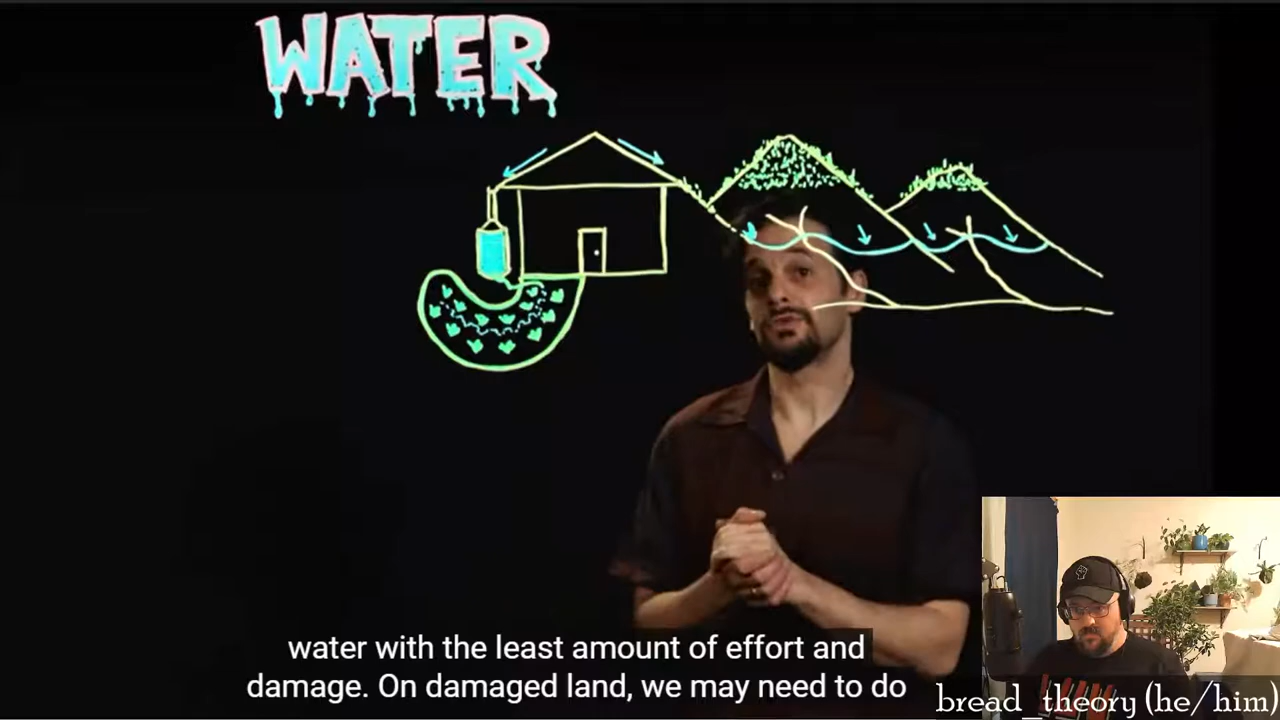 WATER
water with the least amount of effort and
damage. On damaged land, we may need to do
bread_theory (he/him)